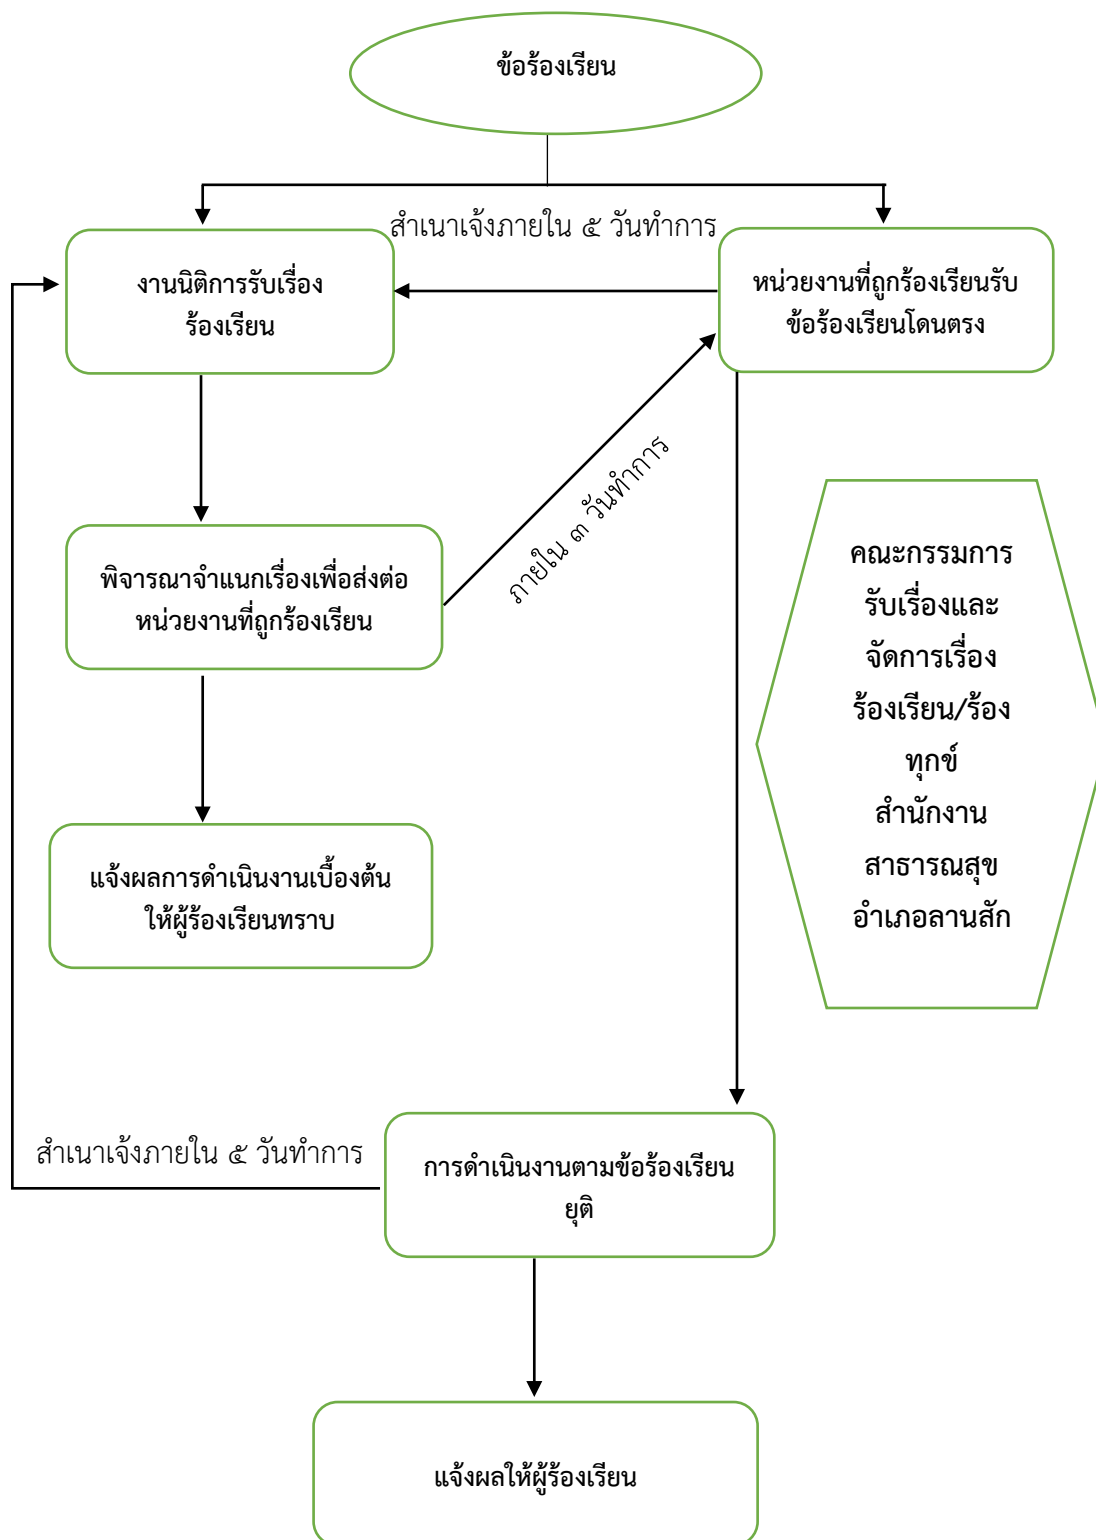 ข้อร้องเรียน
สำเนาเจ้งภายใน ๕ วันทำการ
งานนิติการรับเรื่อง
ร้องเรียน
หน่วยงานที่ถูกร้องเรียนรับ
ข้อร้องเรียนโดนตรง
ภายใน ๓ วันทำการ
พิจารณาจำแนกเรื่องเพื่อส่งต่อ
หน่วยงานที่ถูกร้องเรียน
คณะกรรมการ
รับเรื่องและ
จัดการเรื่อง
ร้องเรียน/ร้อง
ทุกข์
สำนักงาน
สาธารณสุข
อำเภอลานสัก
แจ้งผลการดำเนินงานเบื้องต้น
ให้ผู้ร้องเรียนทราบ
สำเนาเจ้งภายใน ๕ วันทำการ
การดำเนินงานตามข้อร้องเรียน
ยุติ
แจ้งผลให้ผู้ร้องเรียน